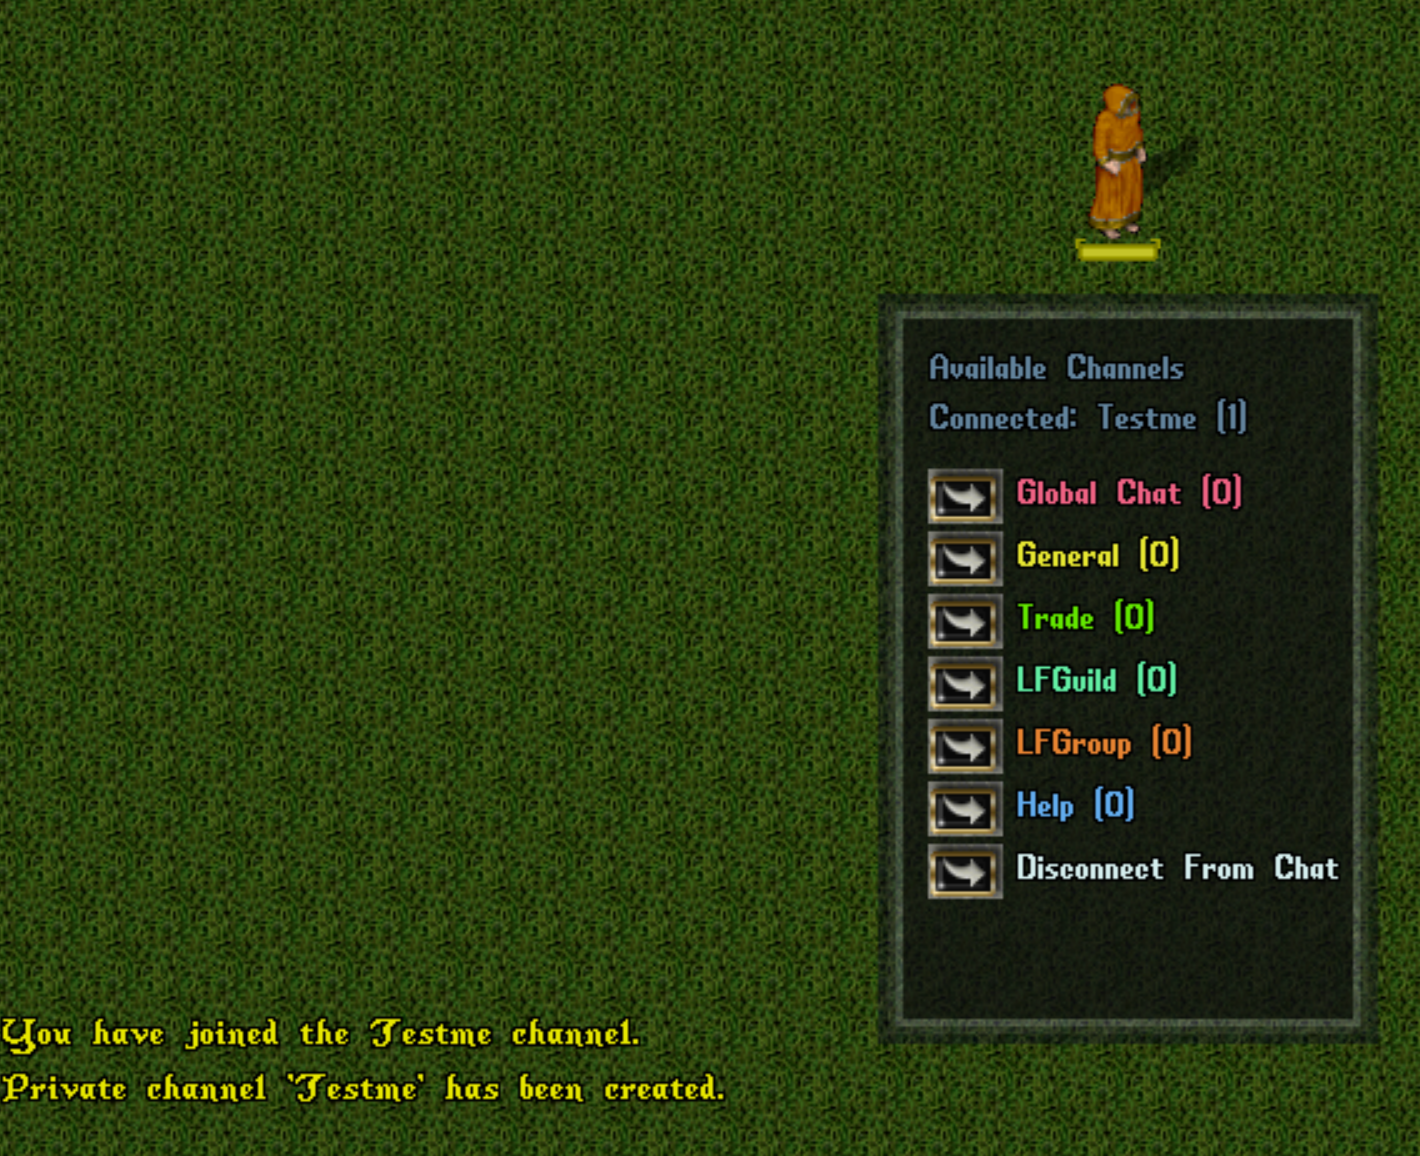 Available Channels
Connected: Testme (1)
Global Chat (0)
General (0)
Trade (0)
LFGuild (0)
LFGroup (0)
Help (0)
Disconnect From Chat
You have joined the Testme channel.
Private channel 'Testme' has been created.